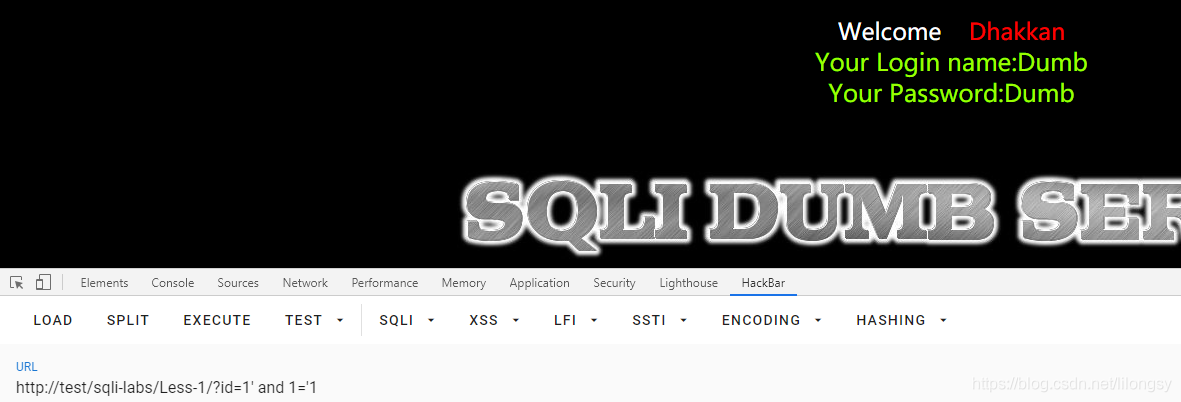 Welcome Dhakkan
Your Login name:Dumb
Your Password:Dumb
SQLI DUMB SER
Elements Console Sources Network Performance Memory Application Security Lighthouse HackBar
LOAD SPLIT EXECUTE TEST SQLI XSS LFI SSTI ENCODING HASHING
URL
http://test/sqli-labs/Less-1/?id=1' and 1='1
https://blog.csdn.net/lilongsy